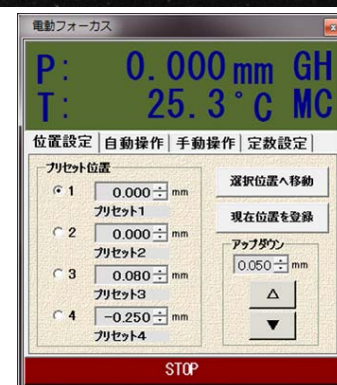 電動フォーカス
P: 0.000 mm GH
T: 25.3°C MC
位置設定 自動操作 手動操作 定数設定
プリセット位置
1 0.000 mm
プリセット1
2 0.000 mm
プリセット2
3 0.080 mm
プリセット3
4 -0.250 mm
プリセット4
選択位置へ移動
現在位置を登録
アップダウン
0.050 mm
△
▼
STOP